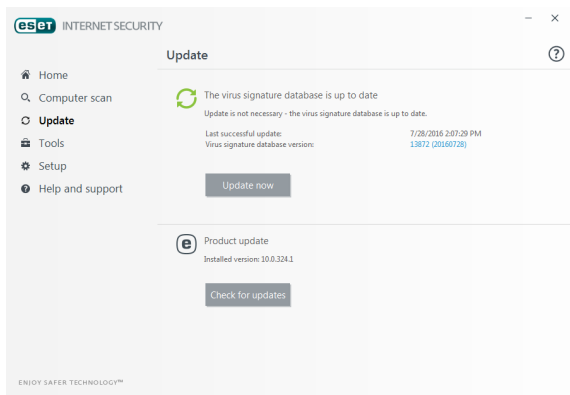 eset INTERNET SECURITY
Update
Home
Computer scan
Update
Tools
Setup
Help and support
The virus signature database is up to date
Update is not necessary - the virus signature database is up to date.
Last successful update: 7/28/2016 2:07:29 PM
Virus signature database version: 13872 (20160728)
Update now
e Product update
Installed version: 10.0.324.1
Check for updates
ENJOY SAFER TECHNOLOGY™